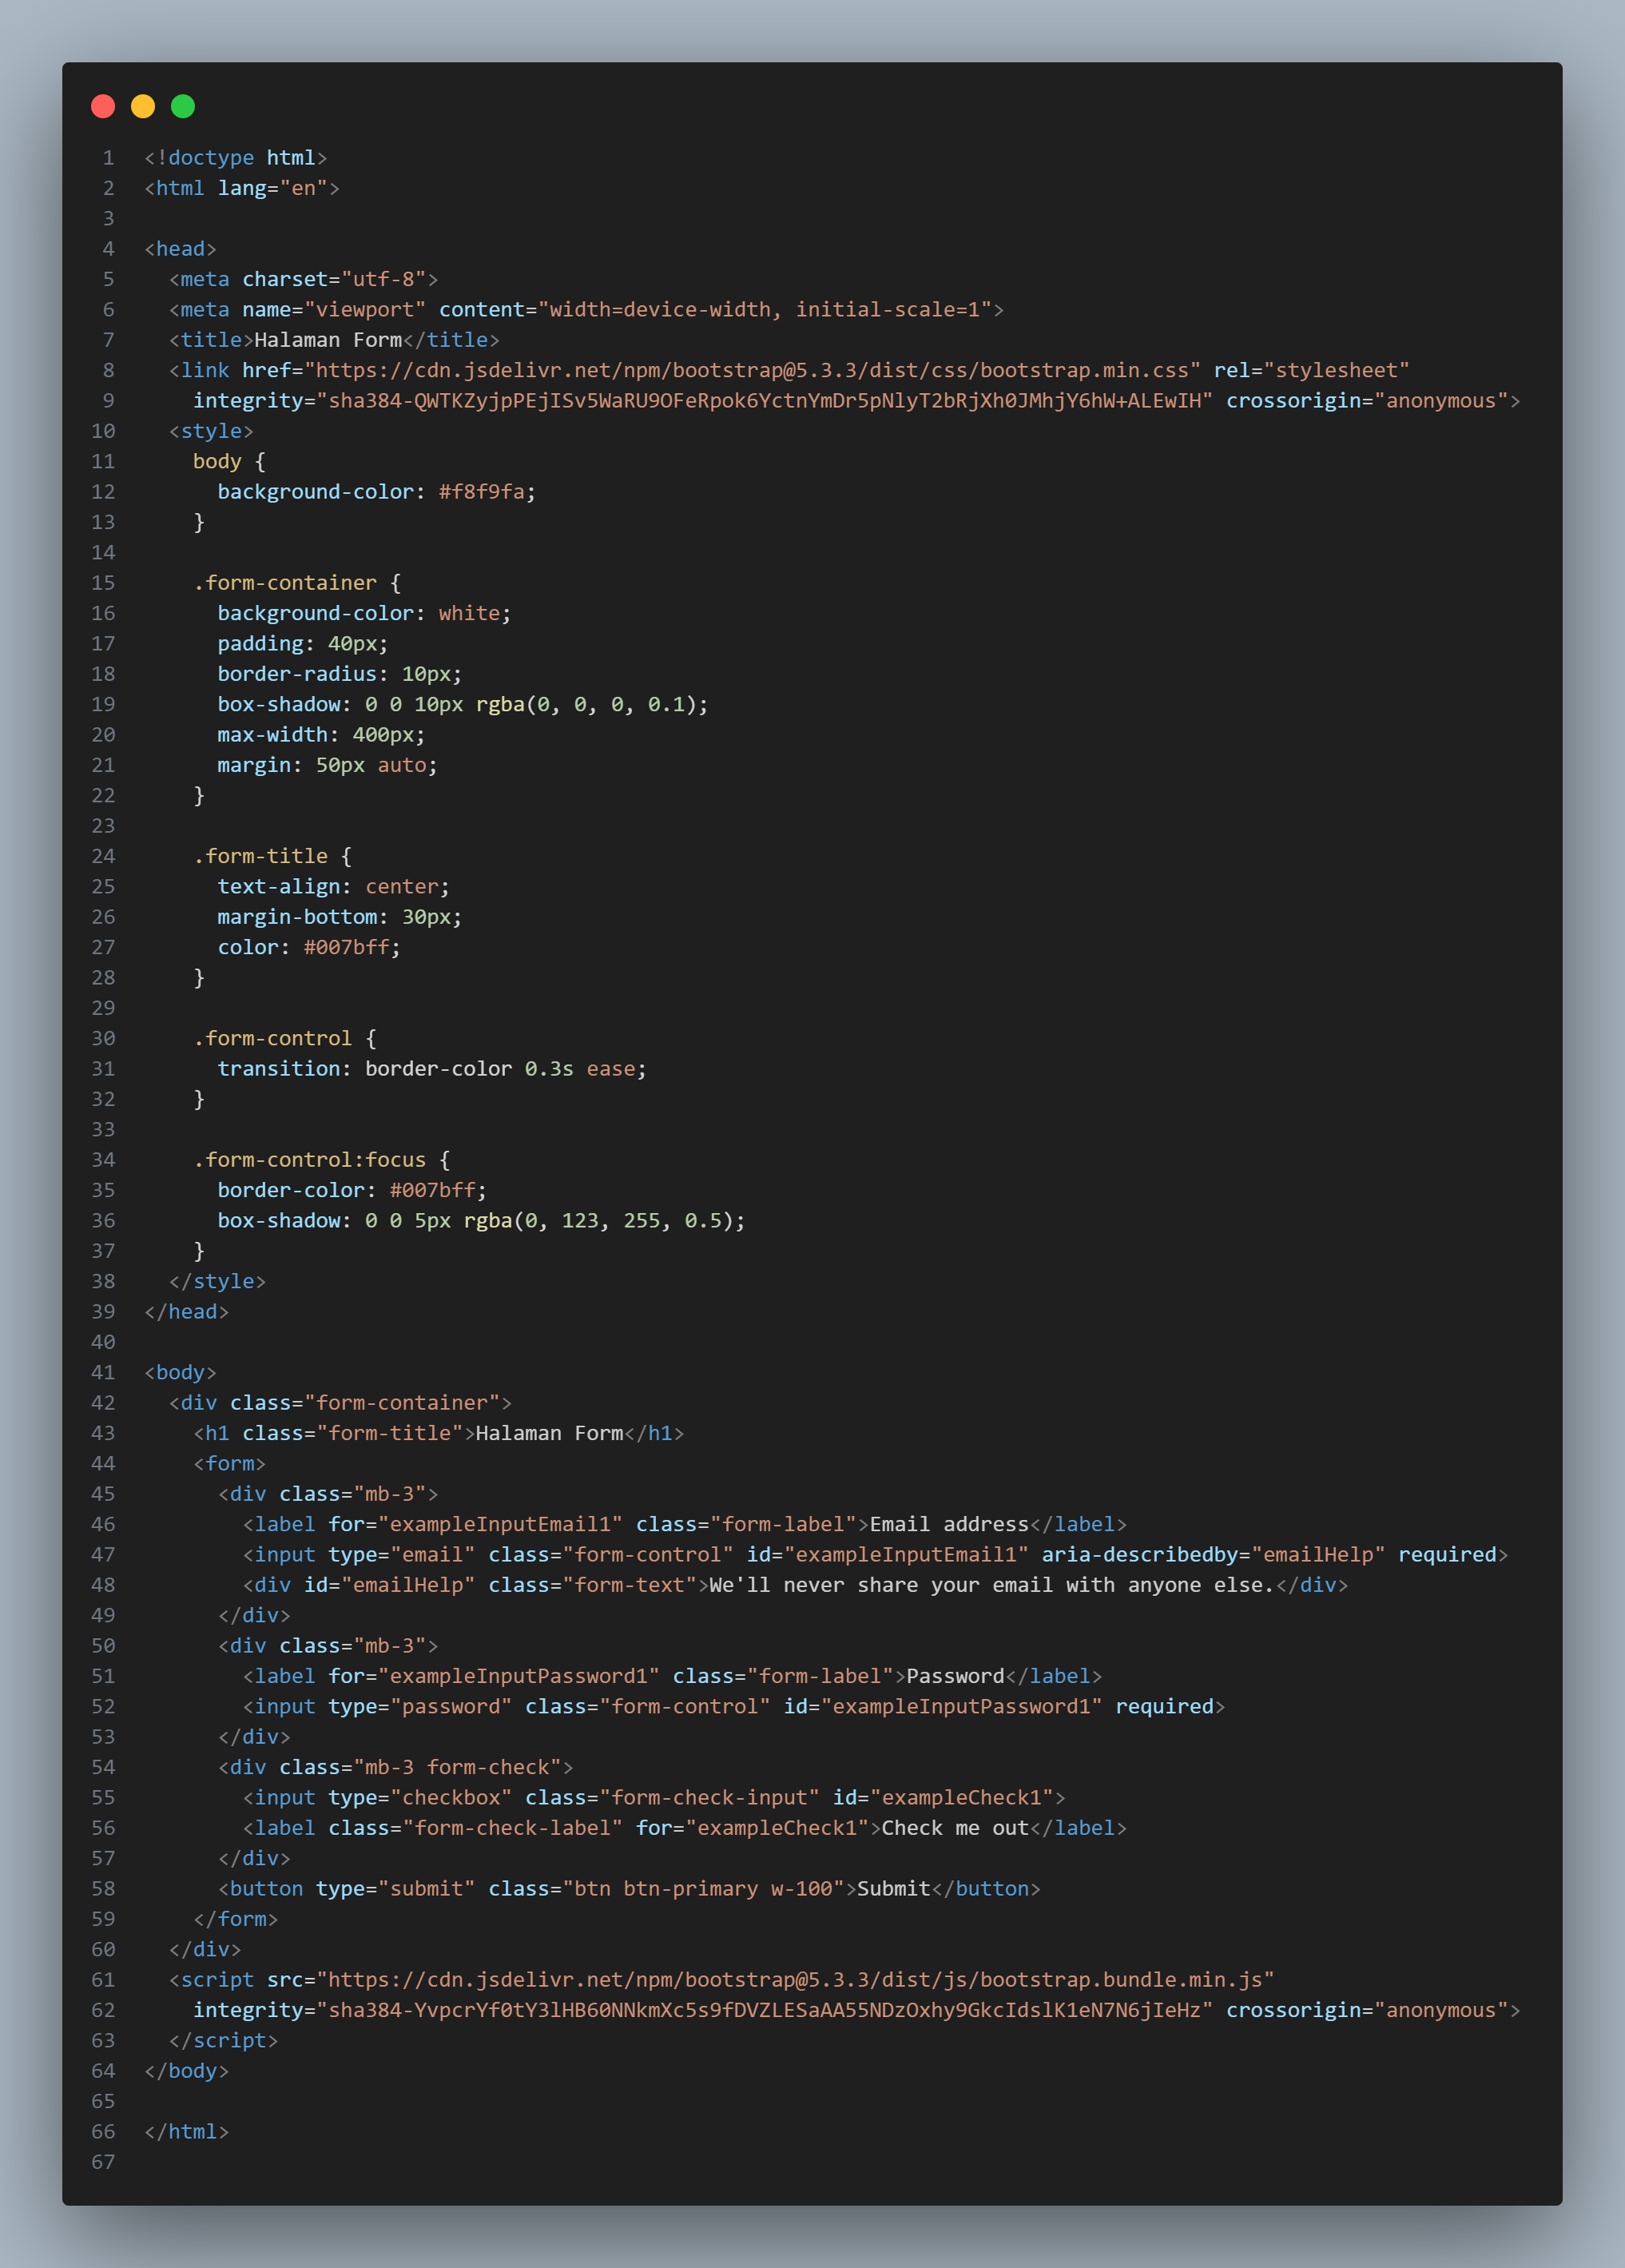 1 <!doctype html>
2 <html lang="en">
3
4 <head>
5   <meta charset="utf-8">
6   <meta name="viewport" content="width=device-width, initial-scale=1">
7   <title>Halaman Form</title>
8   <link href="https://cdn.jsdelivr.net/npm/bootstrap@5.3.3/dist/css/bootstrap.min.css" rel="stylesheet"
9     integrity="sha384-QWTKZyjpPEjISv5WaRU9OFeRpok6YctnYmDr5pNlyT2bRjXh0JMhjY6hW+ALEwIH" crossorigin="anonymous">
10   <style>
11     body {
12       background-color: #f8f9fa;
13     }
14
15     .form-container {
16       background-color: white;
17       padding: 40px;
18       border-radius: 10px;
19       box-shadow: 0 0 10px rgba(0, 0, 0, 0.1);
20       max-width: 400px;
21       margin: 50px auto;
22     }
23
24     .form-title {
25       text-align: center;
26       margin-bottom: 30px;
27       color: #007bff;
28     }
29
30     .form-control {
31       transition: border-color 0.3s ease;
32     }
33
34     .form-control:focus {
35       border-color: #007bff;
36       box-shadow: 0 0 5px rgba(0, 123, 255, 0.5);
37     }
38   </style>
39 </head>
40
41 <body>
42   <div class="form-container">
43     <h1 class="form-title">Halaman Form</h1>
44     <form>
45       <div class="mb-3">
46         <label for="exampleInputEmail1" class="form-label">Email address</label>
47         <input type="email" class="form-control" id="exampleInputEmail1" aria-describedby="emailHelp" required>
48         <div id="emailHelp" class="form-text">We'll never share your email with anyone else.</div>
49       </div>
50       <div class="mb-3">
51         <label for="exampleInputPassword1" class="form-label">Password</label>
52         <input type="password" class="form-control" id="exampleInputPassword1" required>
53       </div>
54       <div class="mb-3 form-check">
55         <input type="checkbox" class="form-check-input" id="exampleCheck1">
56         <label class="form-check-label" for="exampleCheck1">Check me out</label>
57       </div>
58       <button type="submit" class="btn btn-primary w-100">Submit</button>
59     </form>
60   </div>
61   <script src="https://cdn.jsdelivr.net/npm/bootstrap@5.3.3/dist/js/bootstrap.bundle.min.js"
62     integrity="sha384-YvpcrYf0tY3lHB60NNkmXc5s9fDVZLESaAA55NDzOxhy9GkcIdslK1eN7N6jIeHz" crossorigin="anonymous">
63   </script>
64 </body>
65
66 </html>
67